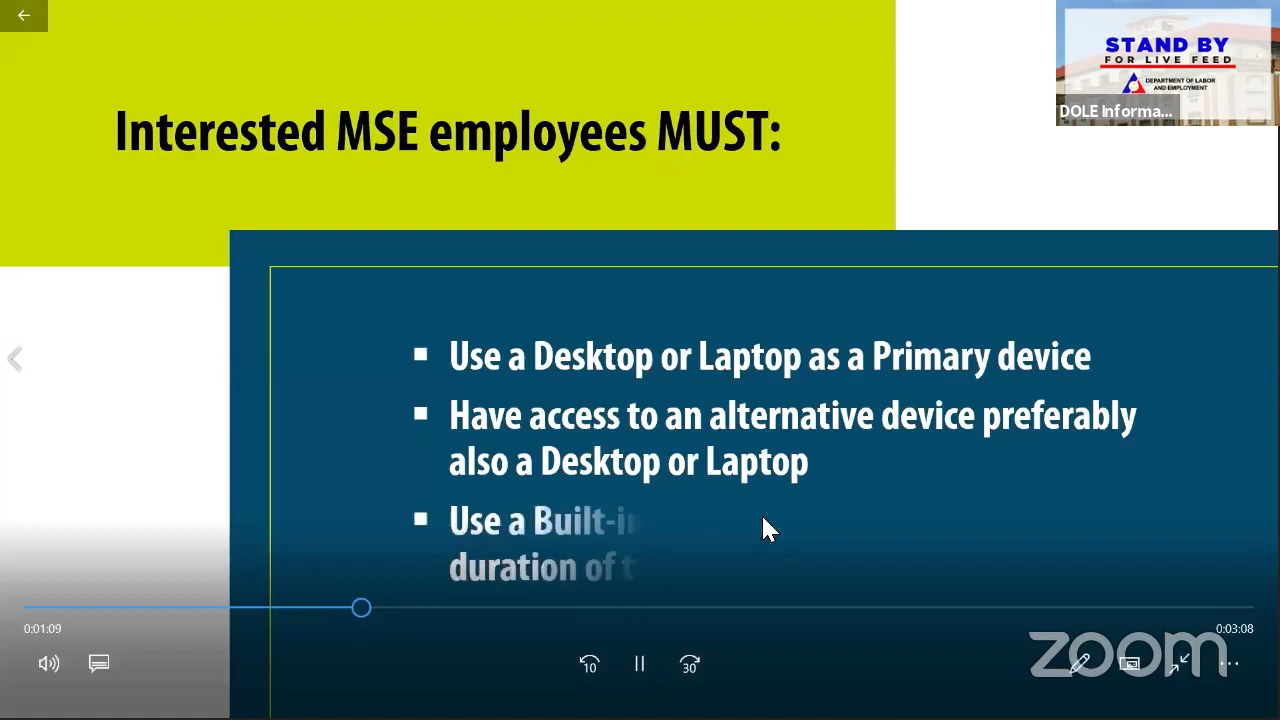 STAND BY
FOR LIVE FEED
DEPARTMENT OF LABOR
AND EMPLOYMENT
DOLE Informa...
Interested MSE employees MUST:
▪ Use a Desktop or Laptop as a Primary device
▪ Have access to an alternative device preferably
also a Desktop or Laptop
▪ Use a Built-in
duration of t
0:01:09
0:03:08
10
30
zoom